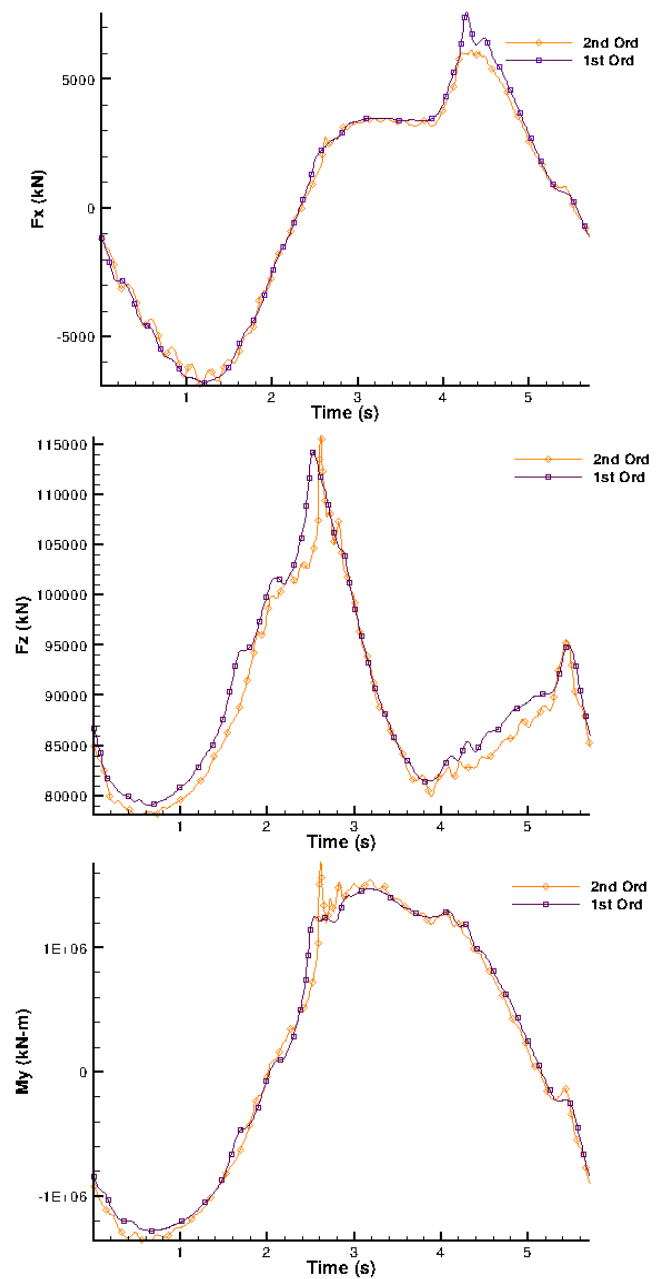 2nd Ord
1st Ord
5000
0
-5000
Fx (kN)
1 2 3 4 5
Time (s)
115000
110000
105000
100000
95000
90000
85000
80000
Fz (kN)
2nd Ord
1st Ord
1 2 3 4 5
Time (s)
2nd Ord
1st Ord
1E+06
0
-1E+06
My (kN-m)
1 2 3 4 5
Time (s)